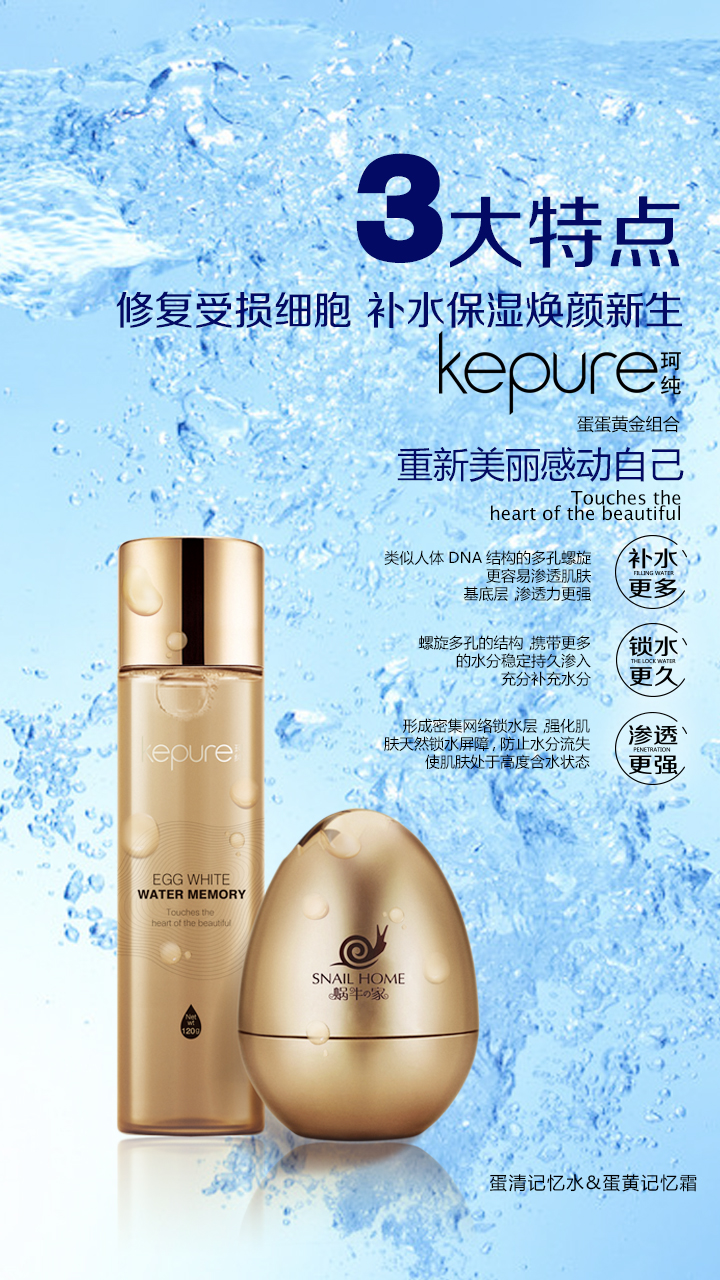 3大特点
修复受损细胞 补水保湿焕颜新生
kepure珂纯
蛋蛋黄金组合
重新美丽感动自己
Touches the
heart of the beautiful
类似人体 DNA 结构的多孔螺旋
更容易渗透肌肤
基底层,渗透力更强
补水
FILLING WATER
更多
螺旋多孔的结构,携带更多
的水分稳定持久渗入
充分补充水分
锁水
THE LOCK WATER
更久
形成密集网络锁水层,强化肌
肤天然锁水屏障,防止水分流失
使肌肤处于高度含水状态
渗透
PENETRATION
更强
kepure
EGG WHITE
WATER MEMORY
Touches the
heart of the beautiful
Net
wt
120g
SNAIL HOME
蜗牛の家
蛋清记忆水&蛋黄记忆霜